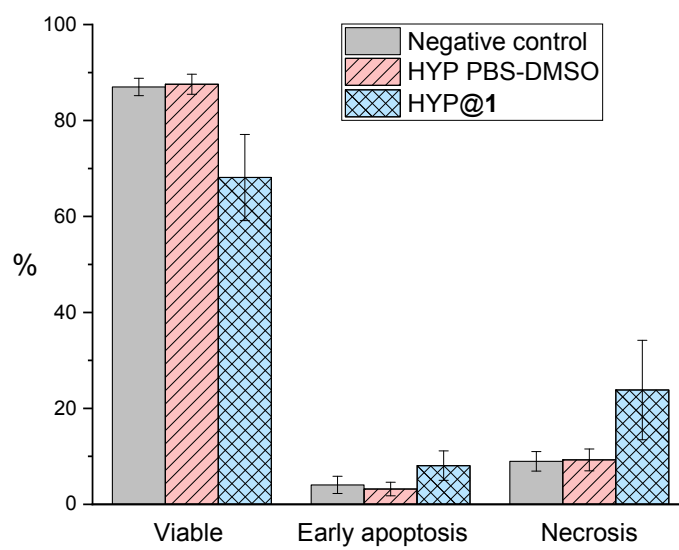 100
80
60
40
20
0
%
Negative control
HYP PBS-DMSO
HYP@1
Viable
Early apoptosis
Necrosis